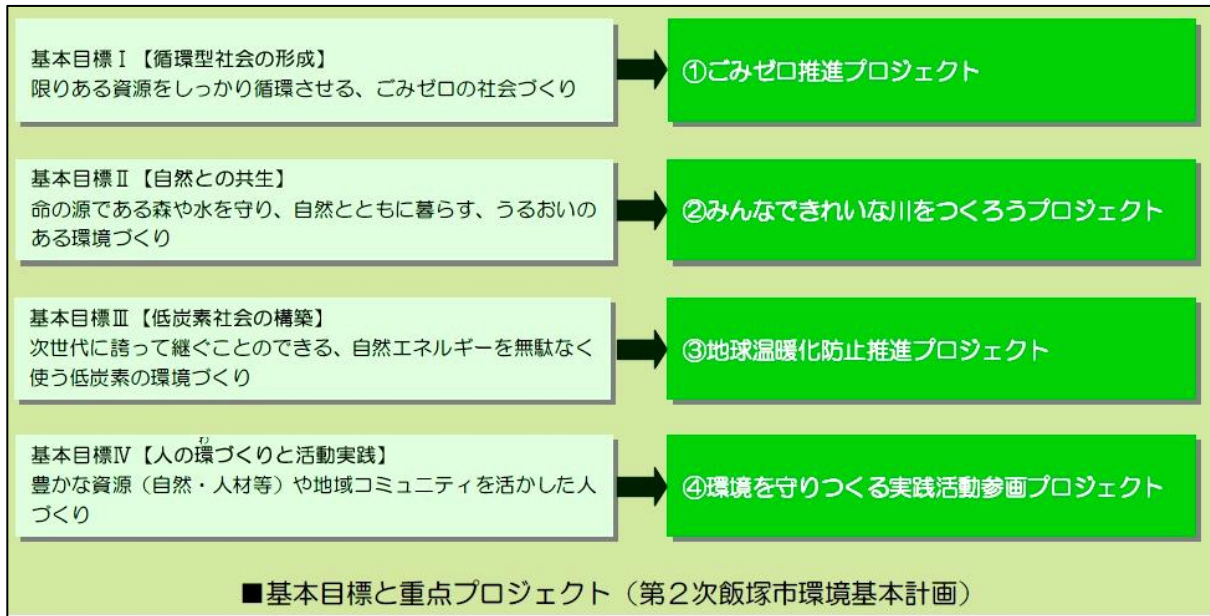 基本目標Ⅰ【循環型社会の形成】
限りある資源をしっかり循環させる、ごみゼロの社会づくり
①ごみゼロ推進プロジェクト
基本目標Ⅱ【自然との共生】
命の源である森や水を守り、自然とともに暮らす、うるおいの
ある環境づくり
②みんなできれいな川をつくろうプロジェクト
基本目標Ⅲ【低炭素社会の構築】
次世代に誇って継ぐことのできる、自然エネルギーを無駄なく
使う低炭素の環境づくり
③地球温暖化防止推進プロジェクト
わ
基本目標Ⅳ【人の環づくりと活動実践】
豊かな資源（自然・人材等）や地域コミュニティを活かした人
づくり
④環境を守りつくる実践活動参画プロジェクト
■基本目標と重点プロジェクト（第２次飯塚市環境基本計画）